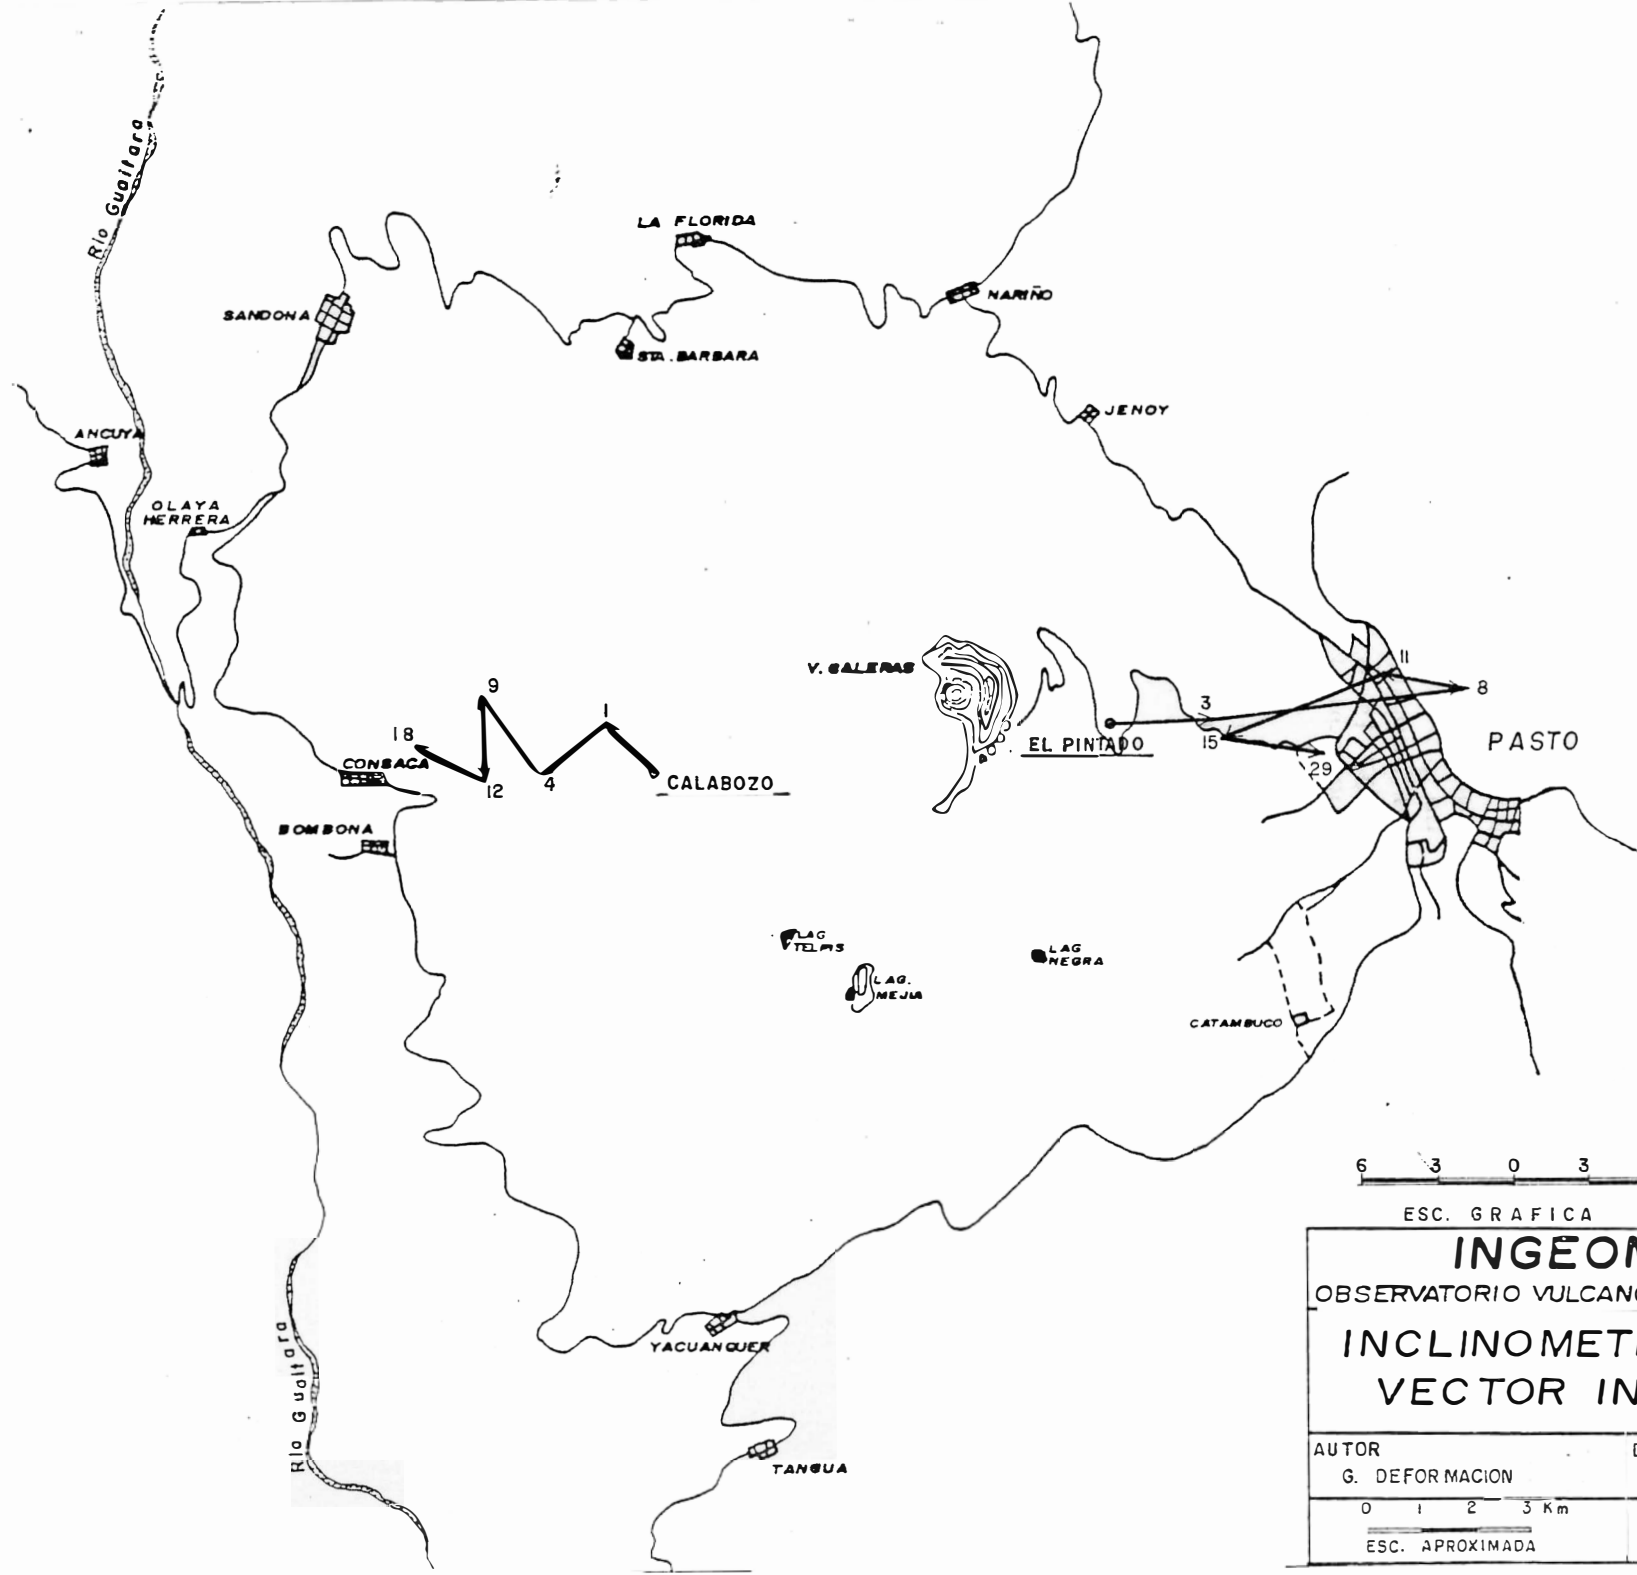 Rio Guaitara
LA FLORIDA
NARIÑO
SANDONA
STA. BARBARA
JENOY
ANCUYA
OLAYA
HERRERA
V. GALERAS
11
8
9
1
3
18
15
EL PINTADO
PASTO
CONSACA
29
12
4
CALABOZO
BOMBONA
LAG
TELPIS
LAG
NEGRA
LAG.
MEJIA
CATAMBUCO
6 3 0 3
ESC. GRAFICA
INGEO
OBSERVATORIO VULCAN
INCLINOMET
VECTOR IN
YACUANQUER
Rio Guaitara
AUTOR
G. DEFORMACION
TANGUA
0 1 2 3 Km
ESC. APROXIMADA